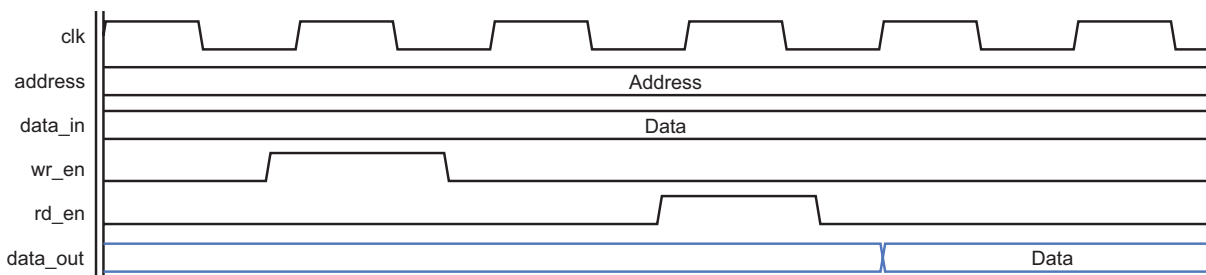 clk
address
Address
data_in
Data
wr_en
rd_en
data_out
Data